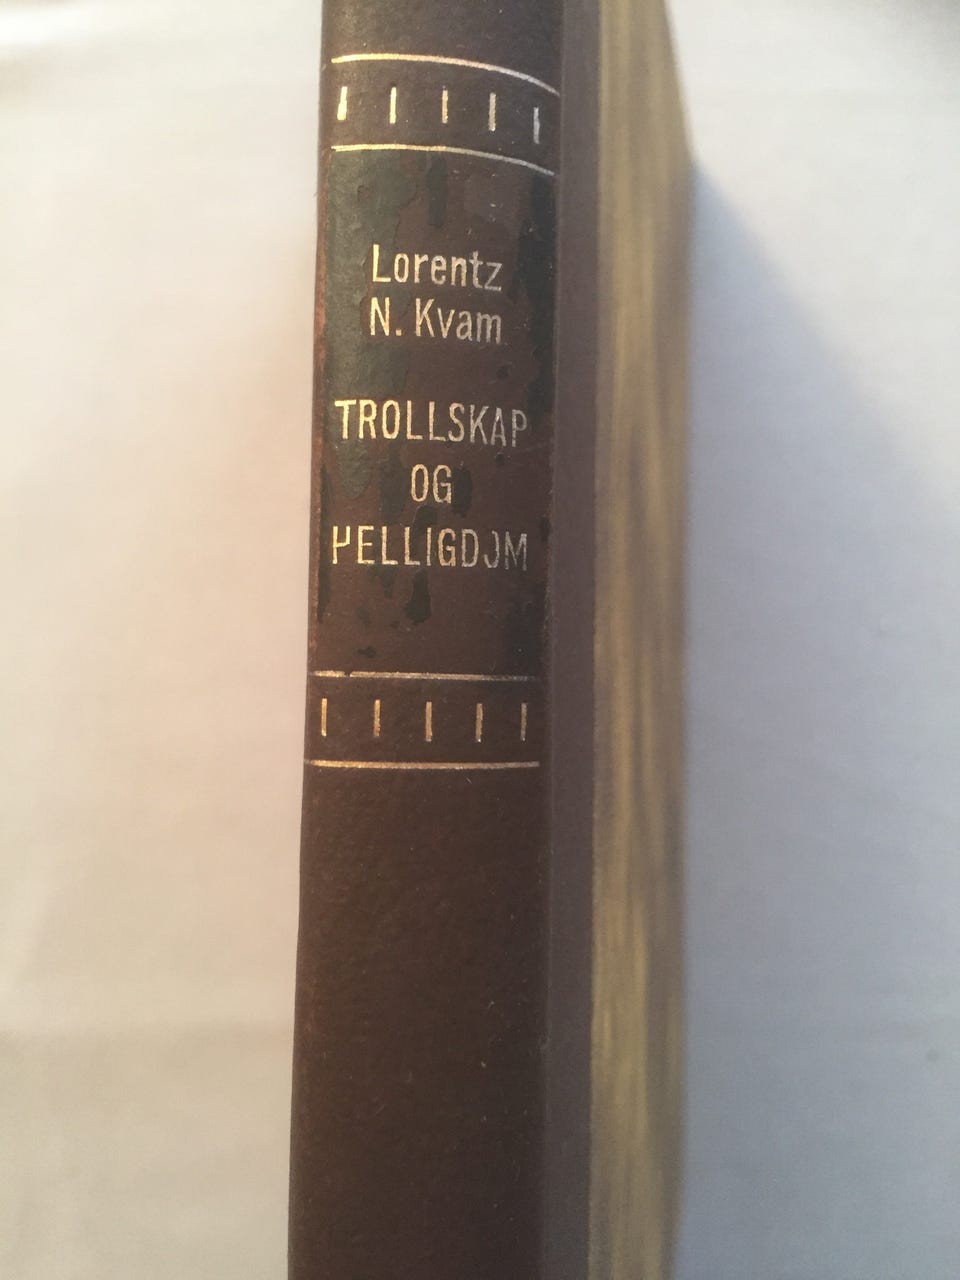 Lorentz
N. Kvam
TROLLSKAP
OG
HELLIGDOM